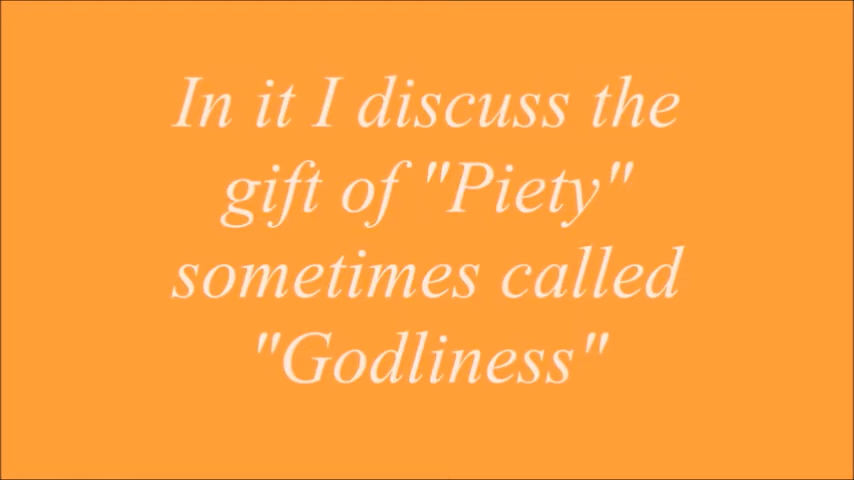 In it I discuss the
gift of "Piety"
sometimes called
"Godliness"